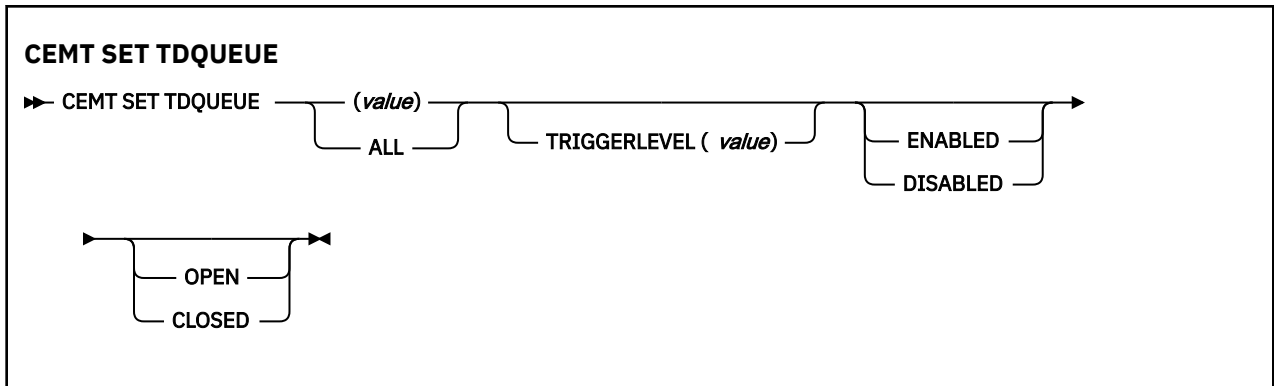 CEMT SET TDQUEUE
CEMT SET TDQUEUE (value) TRIGGERLEVEL ( value) ENABLED
ALL DISABLED
OPEN
CLOSED